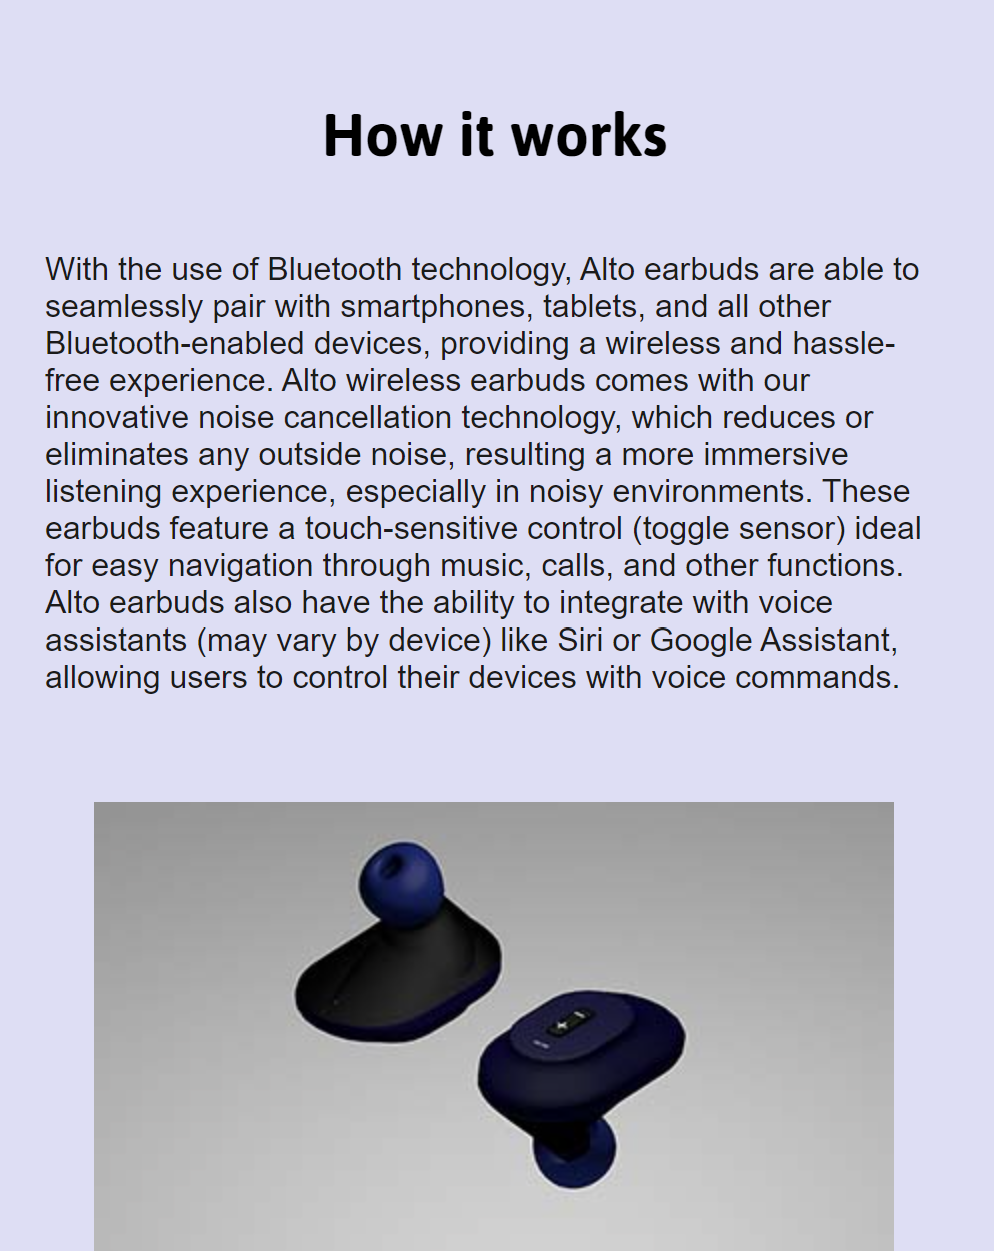 How it works
With the use of Bluetooth technology, Alto earbuds are able to
seamlessly pair with smartphones, tablets, and all other
Bluetooth-enabled devices, providing a wireless and hassle-
free experience. Alto wireless earbuds comes with our
innovative noise cancellation technology, which reduces or
eliminates any outside noise, resulting a more immersive
listening experience, especially in noisy environments. These
earbuds feature a touch-sensitive control (toggle sensor) ideal
for easy navigation through music, calls, and other functions.
Alto earbuds also have the ability to integrate with voice
assistants (may vary by device) like Siri or Google Assistant,
allowing users to control their devices with voice commands.